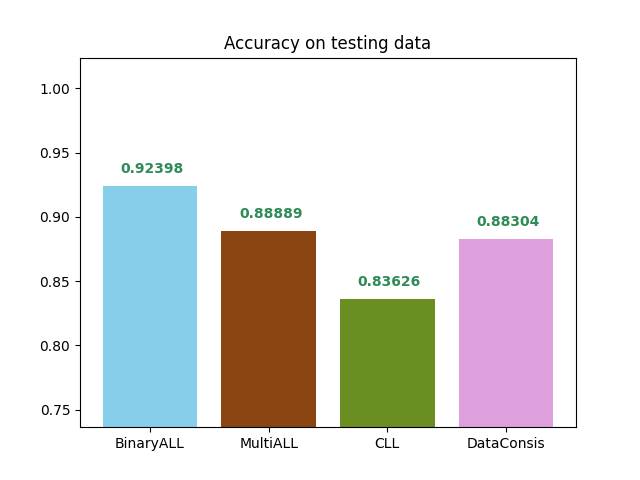 Accuracy on testing data
1.00
0.95
0.90
0.85
0.80
0.75
0.92398
0.88889
0.83626
0.88304
BinaryALL
MultiALL
CLL
DataConsis